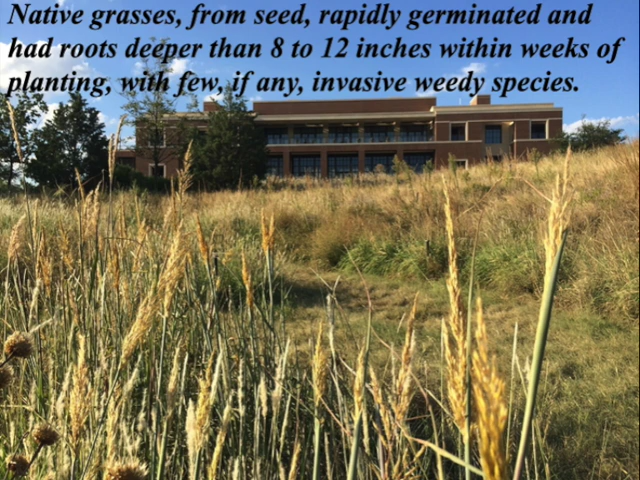 Native grasses, from seed, rapidly germinated and
had roots deeper than 8 to 12 inches within weeks of
planting, with few, if any, invasive weedy species.